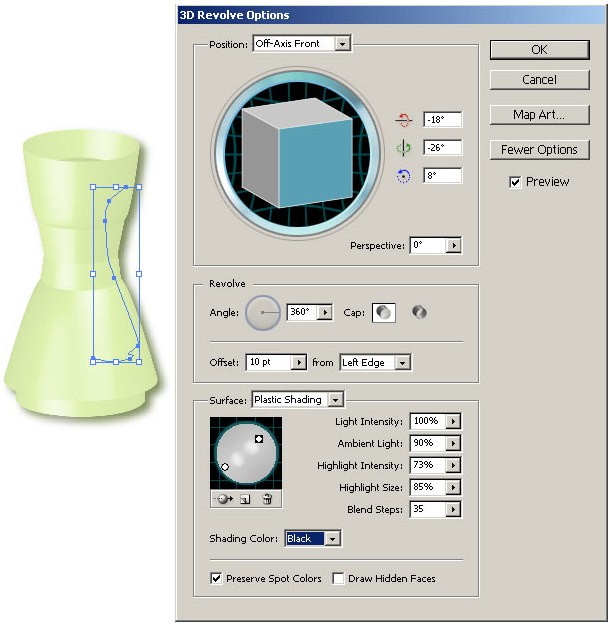 3D Revolve Options
Position: Off-Axis Front
OK
Cancel
Map Art...
Fewer Options
Preview
-18°
-26°
8°
Perspective: 0°
Revolve
Angle: 360° Cap:
Offset: 10 pt from Left Edge
Surface: Plastic Shading
Light Intensity: 100%
Ambient Light: 90%
Highlight Intensity: 73%
Highlight Size: 85%
Blend Steps: 35
Shading Color: Black
Preserve Spot Colors Draw Hidden Faces